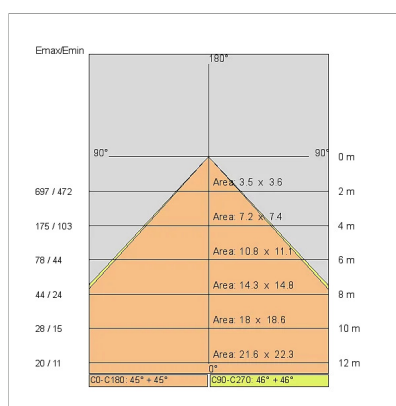 Emax/Emin
180°
90° 90° 0 m
697 / 472 Area: 3.5 x 3.6 2 m
175 / 103 Area: 7.2 x 7.4 4 m
78 / 44 Area: 10.8 x 11.1 6 m
44 / 24 Area: 14.3 x 14.8 8 m
28 / 15 Area: 18 x 18.6 10 m
20 / 11 Area: 21.6 x 22.3 12 m
0°
C0-C180: 45° + 45° C90-C270: 46° + 46°